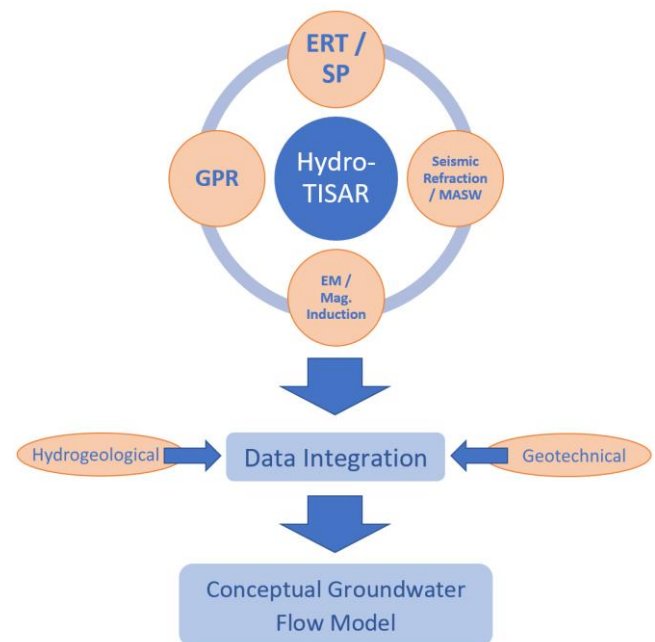 ERT /
SP
GPR
Hydro-
TISAR
Seismic
Refraction
/ MASW
EM /
Mag.
Induction
Hydrogeological
Data Integration
Geotechnical
Conceptual Groundwater
Flow Model